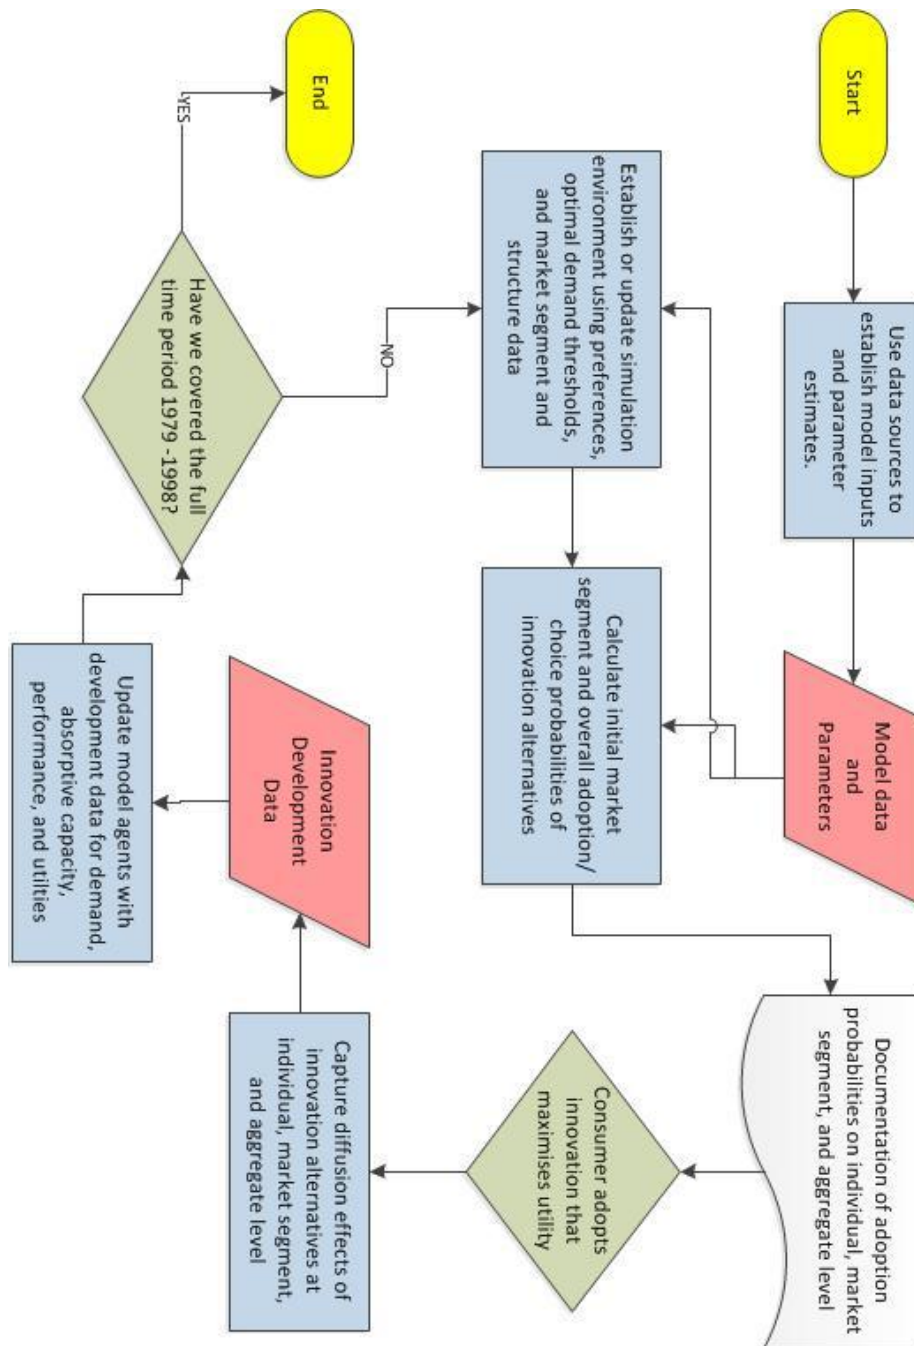 Start
Use data sources to
establish model inputs
and parameter
estimates.
Model data
and
Parameters
Establish or update simulation
environment using preferences,
optimal demand thresholds,
and market segment and
structure data
Calculate initial market
segment and overall adoption/
choice probabilities of
innovation alternatives
Documentation of adoption
probabilities on individual, market
segment, and aggregate level
Consumer adopts
innovation that
maximises utility
Capture diffusion effects of
innovation alternatives at
individual, market segment,
and aggregate level
Innovation
Development
Data
Update model agents with
development data for demand,
absorptive capacity,
performance, and utilties
Have we covered the full
time period 1979 -1998?
NO
YES
End